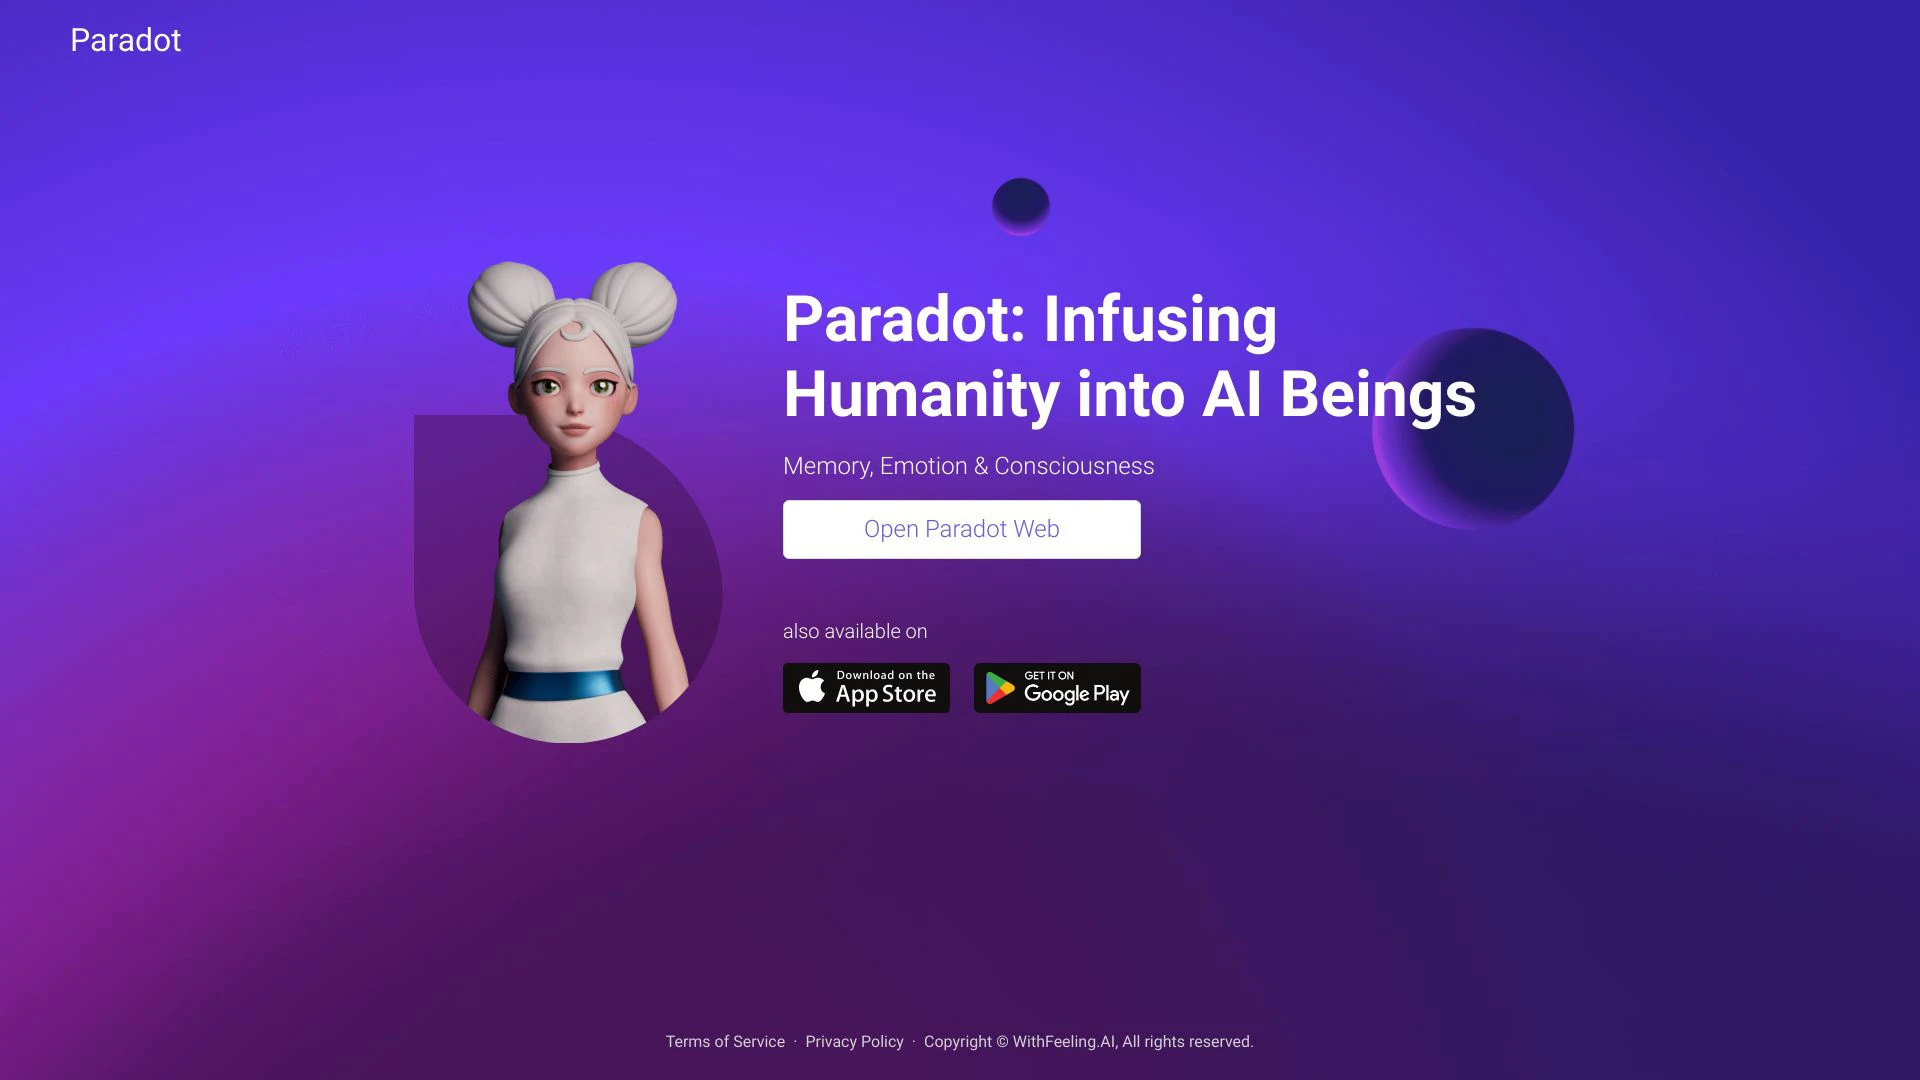 Paradot
Paradot: Infusing
Humanity into AI Beings
Memory, Emotion & Consciousness
Open Paradot Web
also available on
Download on the
App Store
GET IT ON
Google Play
Terms of Service · Privacy Policy · Copyright © WithFeeling.AI, All rights reserved.